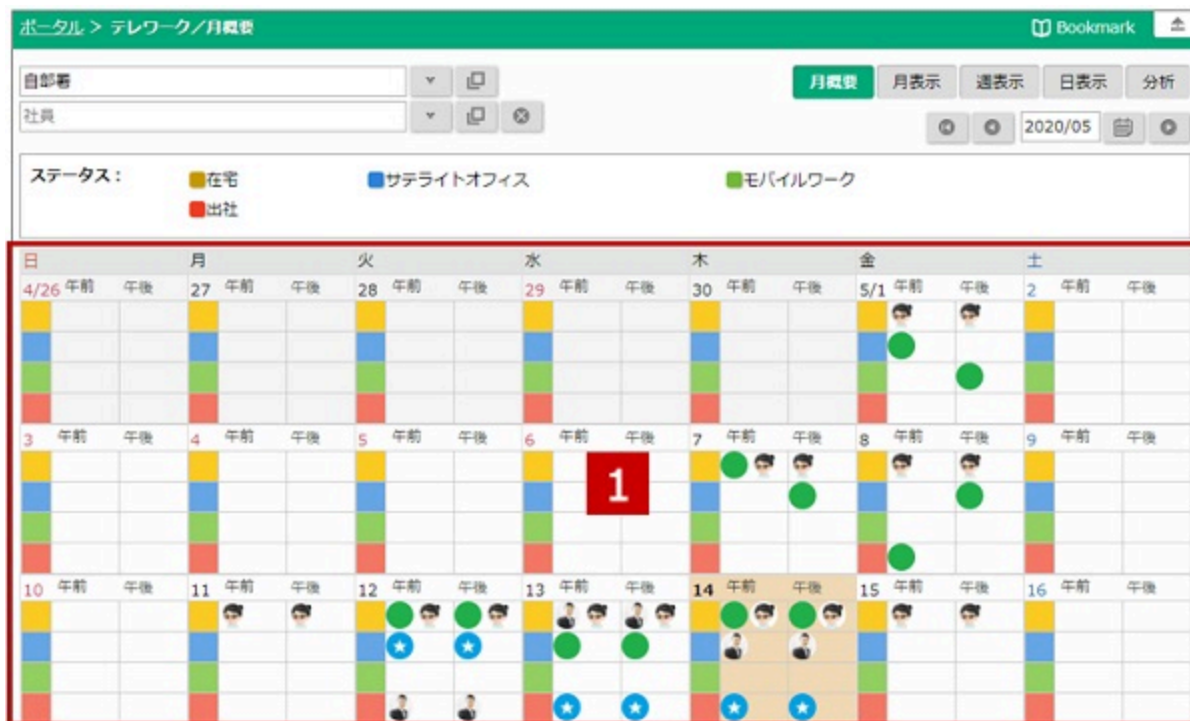 ポータル > テレワーク／月概要 Bookmark
自部署 月概要 月表示 週表示 日表示 分析
社員 2020/05
ステータス： 在宅 サテライトオフィス モバイルワーク
出社
日 月 火 水 木 金 土
4/26 午前 午後 27 午前 午後 28 午前 午後 29 午前 午後 30 午前 午後 5/1 午前 午後 2 午前 午後
3 午前 午後 4 午前 午後 5 午前 午後 6 午前 午後 7 午前 午後 8 午前 午後 9 午前 午後
1
10 午前 午後 11 午前 午後 12 午前 午後 13 午前 午後 14 午前 午後 15 午前 午後 16 午前 午後